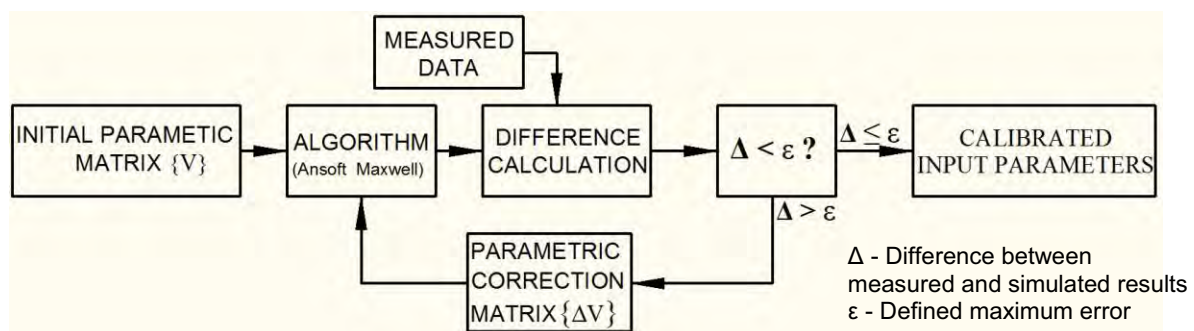 MEASURED
DATA
INITIAL PARAMETIC
MATRIX {V}
ALGORITHM
(Ansoft Maxwell)
DIFFERENCE
CALCULATION
Δ < ε ?
Δ ≤ ε
CALIBRATED
INPUT PARAMETERS
Δ > ε
PARAMETRIC
CORRECTION
MATRIX{ΔV}
Δ - Difference between
measured and simulated results
ε - Defined maximum error